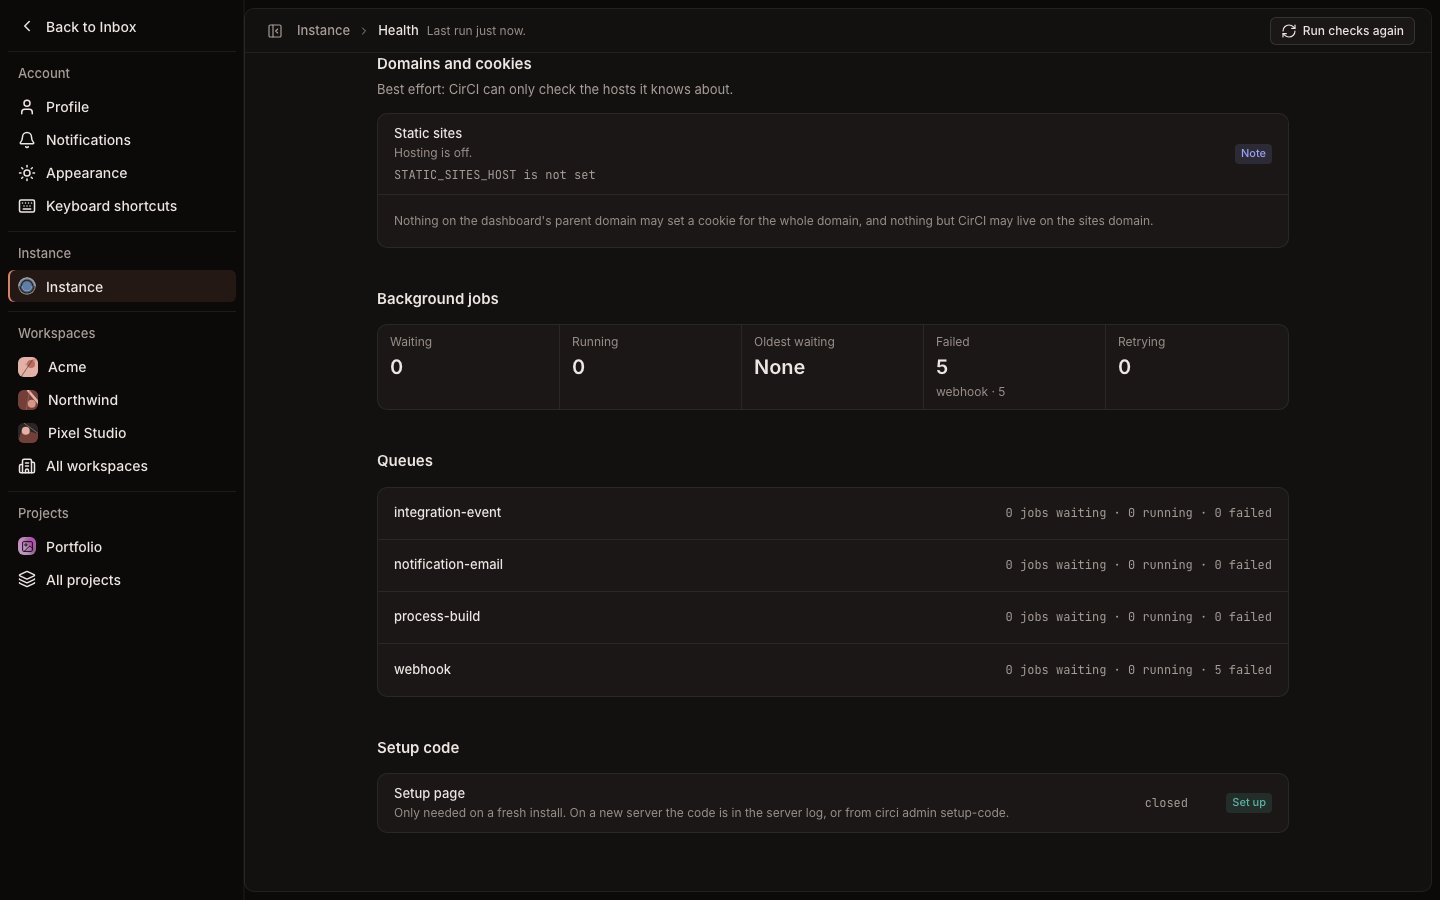 Back to Inbox
Account
Profile
Notifications
Appearance
Keyboard shortcuts
Instance
Instance
Workspaces
Acme
Northwind
Pixel Studio
All workspaces
Projects
Portfolio
All projects
Instance > Health Last run just now.
Run checks again
Domains and cookies
Best effort: CirCI can only check the hosts it knows about.
Static sites
Hosting is off.
STATIC_SITES_HOST is not set
Note
Nothing on the dashboard's parent domain may set a cookie for the whole domain, and nothing but CirCI may live on the sites domain.
Background jobs
Waiting
0
Running
0
Oldest waiting
None
Failed
5
webhook · 5
Retrying
0
Queues
integration-event
0 jobs waiting · 0 running · 0 failed
notification-email
0 jobs waiting · 0 running · 0 failed
process-build
0 jobs waiting · 0 running · 0 failed
webhook
0 jobs waiting · 0 running · 5 failed
Setup code
Setup page
Only needed on a fresh install. On a new server the code is in the server log, or from circi admin setup-code.
closed
Set up